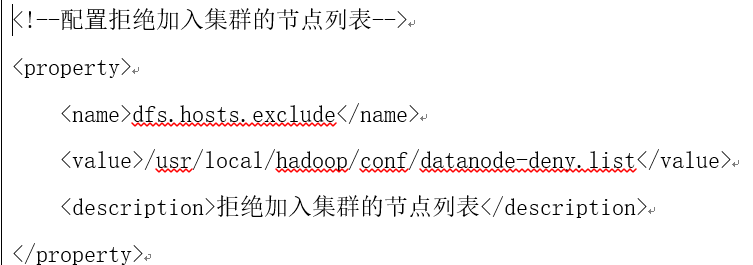 <!--配置拒绝加入集群的节点列表-->
<property>
<name>dfs.hosts.exclude</name>
<value>/usr/local/hadoop/conf/datanode-deny.list</value>
<description>拒绝加入集群的节点列表</description>
</property>